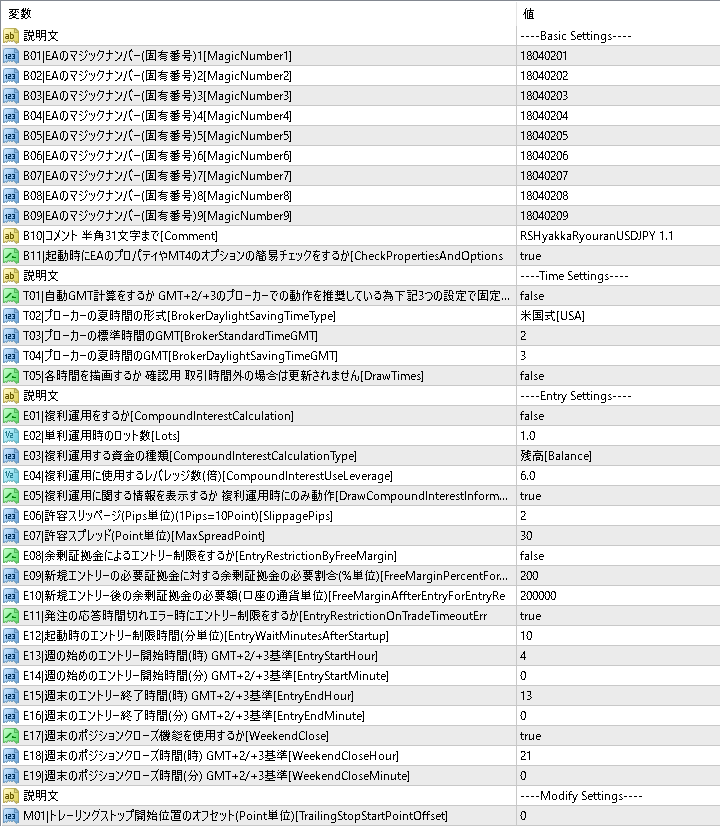 変数 値
説明文 ----Basic Settings----
B01|EAのマジックナンバー(固有番号)1[MagicNumber1] 18040201
B02|EAのマジックナンバー(固有番号)2[MagicNumber2] 18040202
B03|EAのマジックナンバー(固有番号)3[MagicNumber3] 18040203
B04|EAのマジックナンバー(固有番号)4[MagicNumber4] 18040204
B05|EAのマジックナンバー(固有番号)5[MagicNumber5] 18040205
B06|EAのマジックナンバー(固有番号)6[MagicNumber6] 18040206
B07|EAのマジックナンバー(固有番号)7[MagicNumber7] 18040207
B08|EAのマジックナンバー(固有番号)8[MagicNumber8] 18040208
B09|EAのマジックナンバー(固有番号)9[MagicNumber9] 18040209
B10|コメント 半角31文字まで[Comment] RSHyakkaRyouranUSDJPY 1.1
B11|起動時にEAのプロパティやMT4のオプションの簡易チェックをするか[CheckPropertiesAndOptions true
説明文 ----Time Settings----
T01|自動GMT計算をするか GMT+2/+3のブローカーでの動作を推奨している為下記3つの設定で固定... false
T02|ブローカーの夏時間の形式[BrokerDaylightSavingTimeType] 米国式[USA]
T03|ブローカーの標準時間のGMT[BrokerStandardTimeGMT] 2
T04|ブローカーの夏時間のGMT[BrokerDaylightSavingTimeGMT] 3
T05|各時間を描画するか 確認用 取引時間外の場合は更新されません[DrawTimes] false
説明文 ----Entry Settings----
E01|複利運用をするか[CompoundInterestCalculation] false
E02|単利運用時のロット数[Lots] 1.0
E03|複利運用する資金の種類[CompoundInterestCalculationType] 残高[Balance]
E04|複利運用に使用するレバレッジ数(倍)[CompoundInterestUseLeverage] 6.0
E05|複利運用に関する情報を表示するか 複利運用時にのみ動作[DrawCompoundInterestInform... true
E06|許容スリッページ(Pips単位)(1Pips=10Point)[SlippagePips] 2
E07|許容スプレッド(Point単位)[MaxSpreadPoint] 30
E08|余剰証拠金によるエントリー制限をするか[EntryRestrictionByFreeMargin] false
E09|新規エントリーの必要証拠金に対する余剰証拠金の必要割合(%単位)[FreeMarginPercentFor... 200
E10|新規エントリー後の余剰証拠金の必要額(口座の通貨単位)[FreeMarginAffterEntryForEntryRe 200000
E11|発注の応答時間切れエラー時にエントリー制限をするか[EntryRestrictionOnTradeTimeoutErr true
E12|起動時のエントリー制限時間(分単位)[EntryWaitMinutesAfterStartup] 10
E13|週の始めのエントリー開始時間(時) GMT+2/+3基準[EntryStartHour] 4
E14|週の始めのエントリー開始時間(分) GMT+2/+3基準[EntryStartMinute] 0
E15|週末のエントリー終了時間(時) GMT+2/+3基準[EntryEndHour] 13
E16|週末のエントリー終了時間(分) GMT+2/+3基準[EntryEndMinute] 0
E17|週末のポジションクローズ機能を使用するか[WeekendClose] true
E18|週末のポジションクローズ時間(時) GMT+2/+3基準[WeekendCloseHour] 21
E19|週末のポジションクローズ時間(分) GMT+2/+3基準[WeekendCloseMinute] 0
説明文 ----Modify Settings----
M01|トレーリングストップ開始位置のオフセット(Point単位)[TrailingStopStartPointOffset] 0